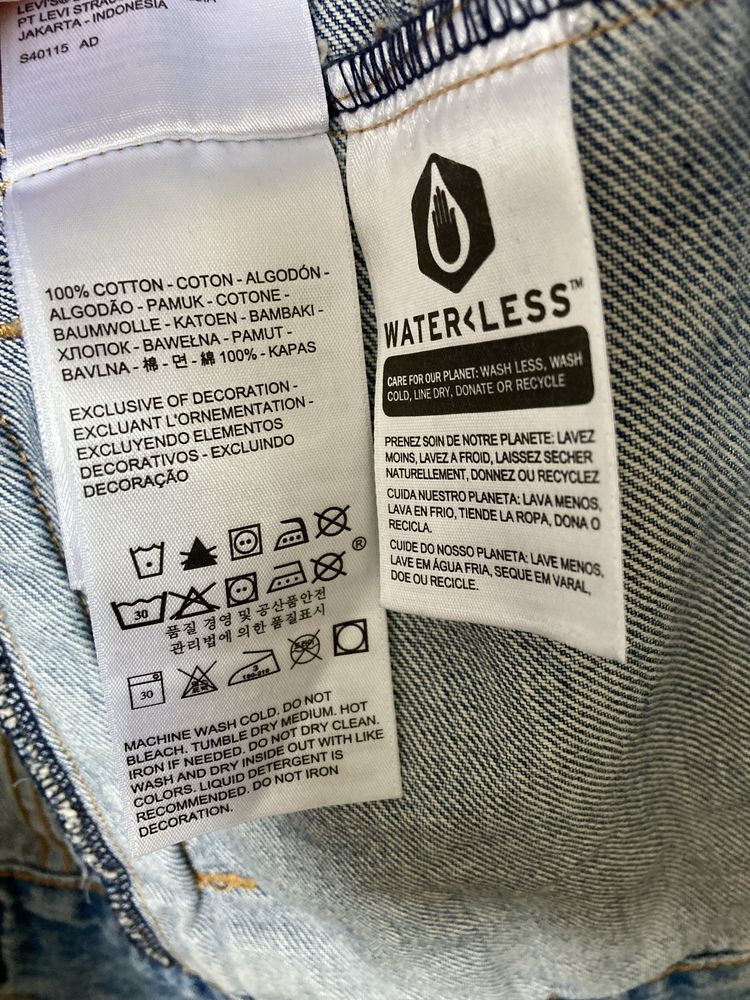 PT LEVI STRAUSS
JAKARTA - INDONESIA
S40115 AD
100% COTTON - COTON - ALGODÓN -
ALGODÃO - PAMUK - COTONE -
BAUMWOLLE - KATOEN - BAMBAKI -
ХЛОПОК - BAWEŁNA - PAMUT -
BAVLNA - 棉 - 면 - 綿 100% - KAPAS
EXCLUSIVE OF DECORATION -
EXCLUANT L'ORNEMENTATION -
EXCLUYENDO ELEMENTOS
DECORATIVOS - EXCLUINDO
DECORAÇÃO
®
30
품질 경영 및 공산품안전
관리법에 의한 품질표시
30
3
180-210
MACHINE WASH COLD. DO NOT
BLEACH. TUMBLE DRY MEDIUM. HOT
IRON IF NEEDED. DO NOT DRY CLEAN.
WASH AND DRY INSIDE OUT WITH LIKE
COLORS. LIQUID DETERGENT IS
RECOMMENDED. DO NOT IRON
DECORATION.
WATER<LESS™
CARE FOR OUR PLANET: WASH LESS, WASH
COLD, LINE DRY, DONATE OR RECYCLE
PRENEZ SOIN DE NOTRE PLANETE: LAVEZ
MOINS, LAVEZ A FROID, LAISSEZ SÉCHER
NATURELLEMENT, DONNEZ OU RECYCLEZ
CUIDA NUESTRO PLANETA: LAVA MENOS,
LAVA EN FRIO, TIENDE LA ROPA, DONA O
RECICLA.
CUIDE DO NOSSO PLANETA: LAVE MENOS,
LAVE EM ÁGUA FRIA, SEQUE EM VARAL,
DOE OU RECICLE.